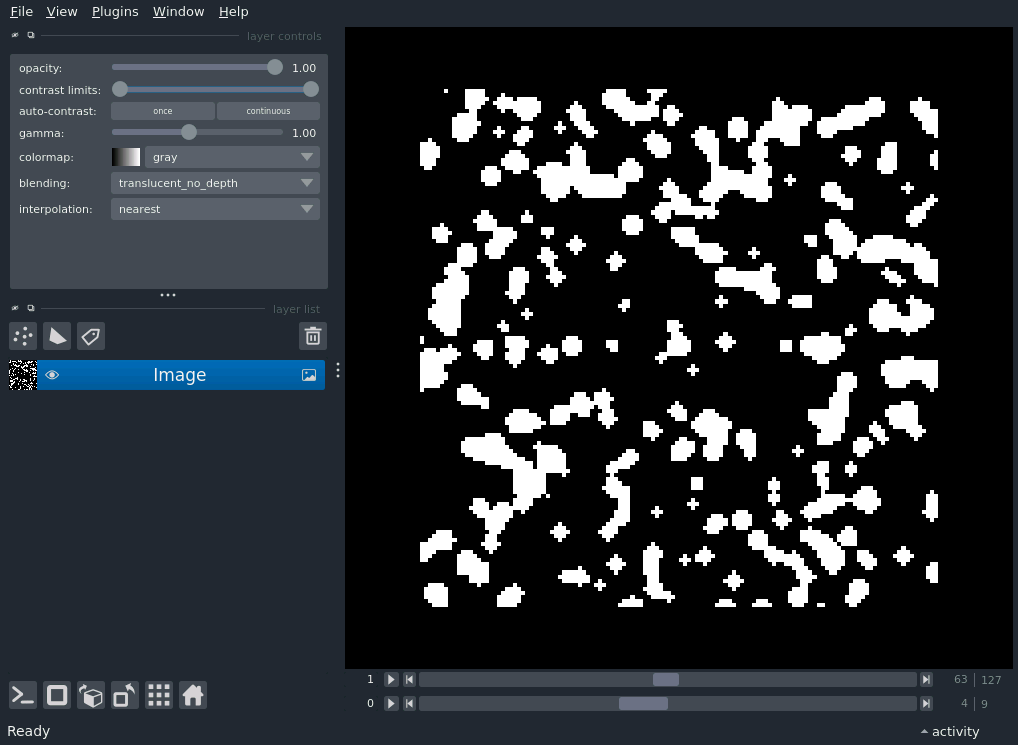 File View Plugins Window Help
layer controls
opacity: 1.00
contrast limits:
auto-contrast: once continuous
gamma: 1.00
colormap: gray
blending: translucent_no_depth
interpolation: nearest
layer list
Image
1 63 127
0 4 9
Ready activity